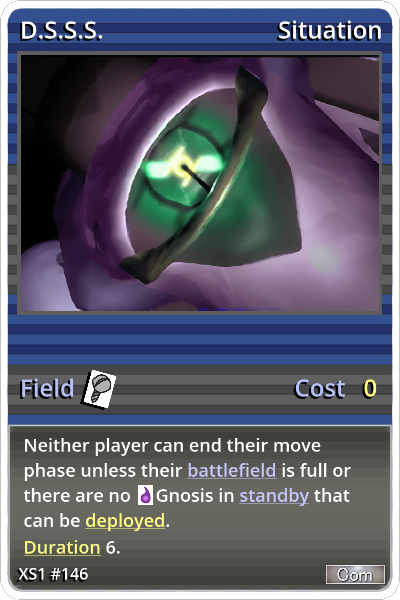 D.S.S.S. Situation
Field Cost 0
Neither player can end their move
phase unless their battlefield is full or
there are no Gnosis in standby that
can be deployed.
Duration 6.
XS1 #146 Com